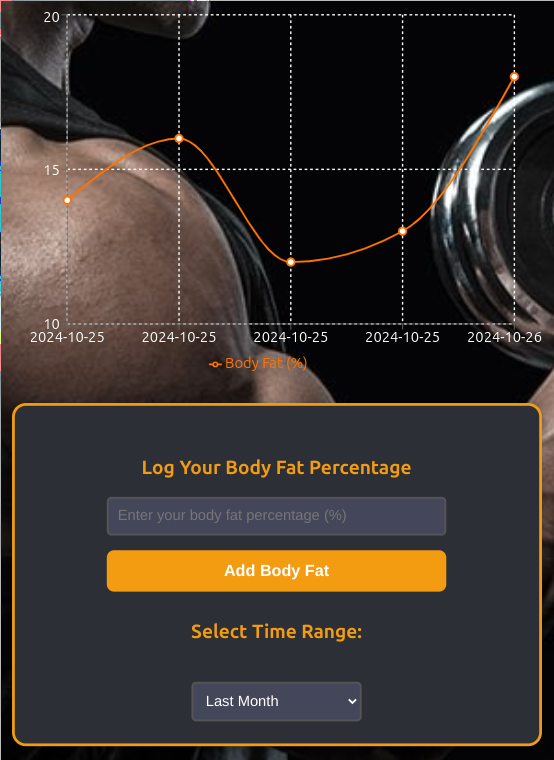 20
15
10
2024-10-25 2024-10-25 2024-10-25 2024-10-25 2024-10-26
Body Fat (%)
Log Your Body Fat Percentage
Enter your body fat percentage (%)
Add Body Fat
Select Time Range:
Last Month